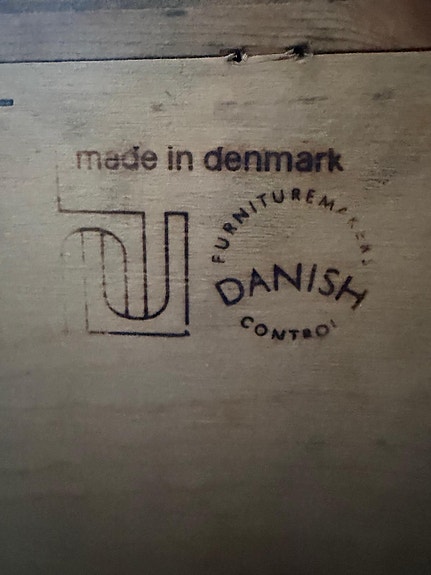 made in denmark
FURNITUREMAKERS
DANISH
CONTROL